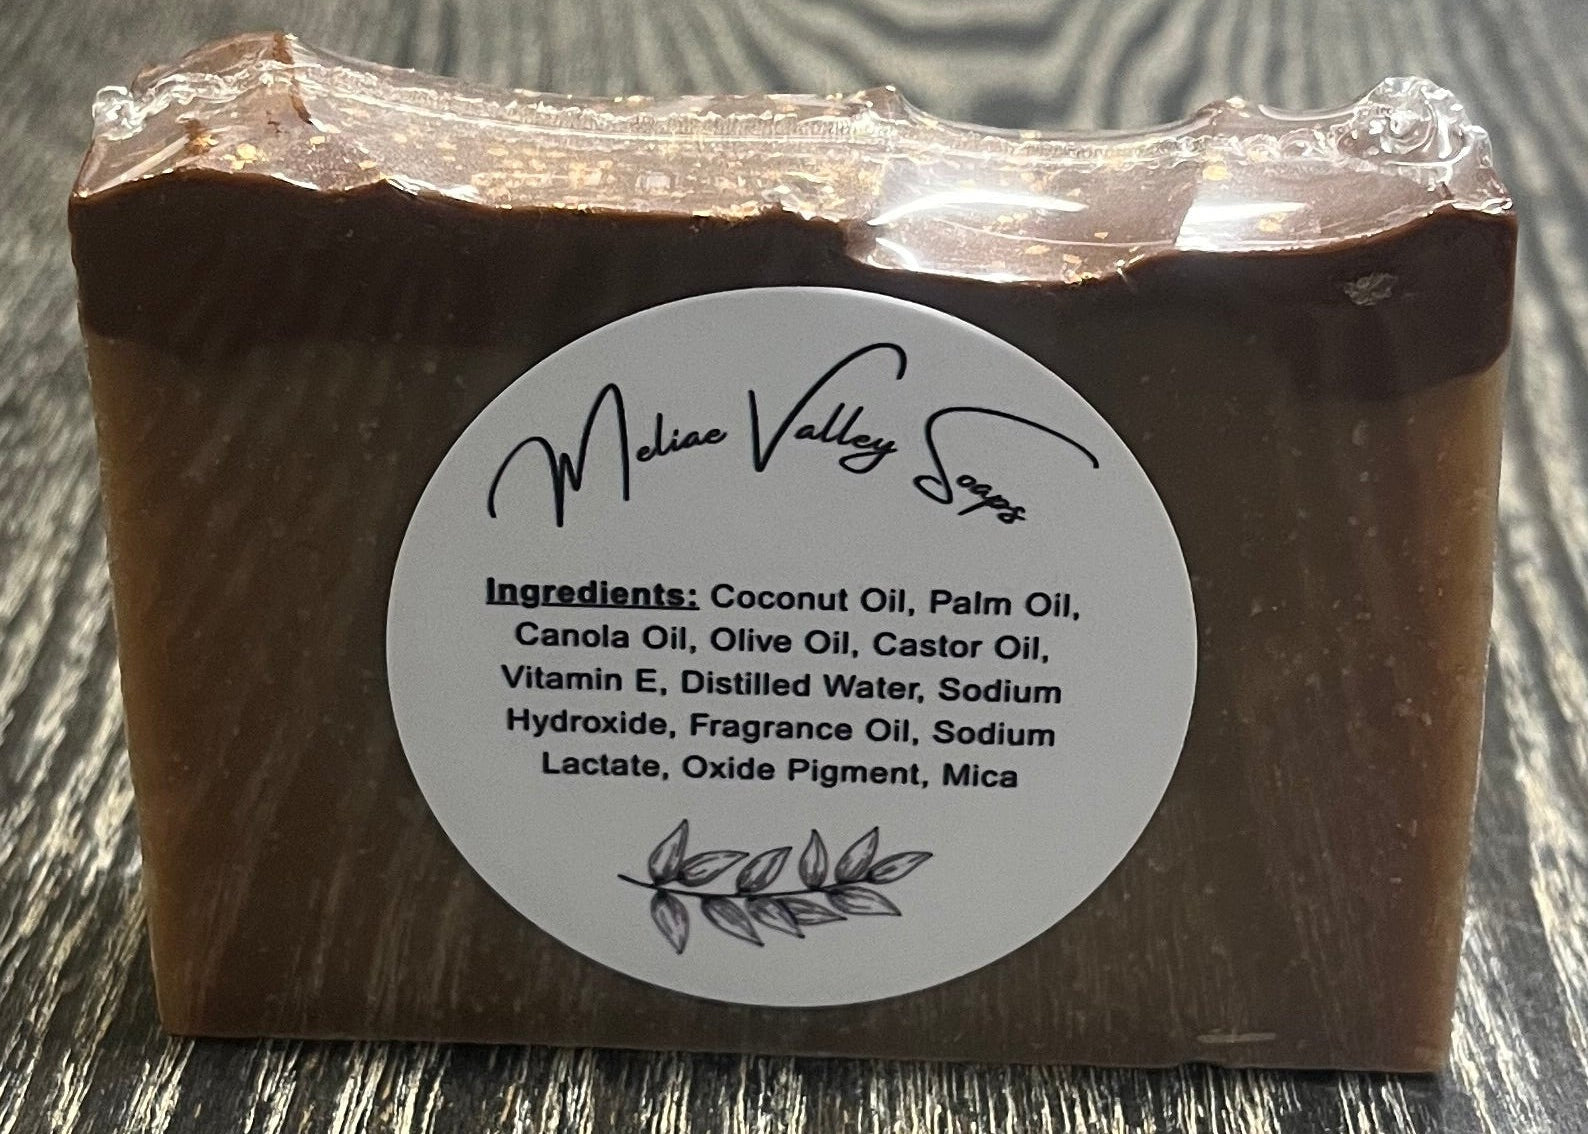 Meliae Valley Soaps
Ingredients: Coconut Oil, Palm Oil,
Canola Oil, Olive Oil, Castor Oil,
Vitamin E, Distilled Water, Sodium
Hydroxide, Fragrance Oil, Sodium
Lactate, Oxide Pigment, Mica